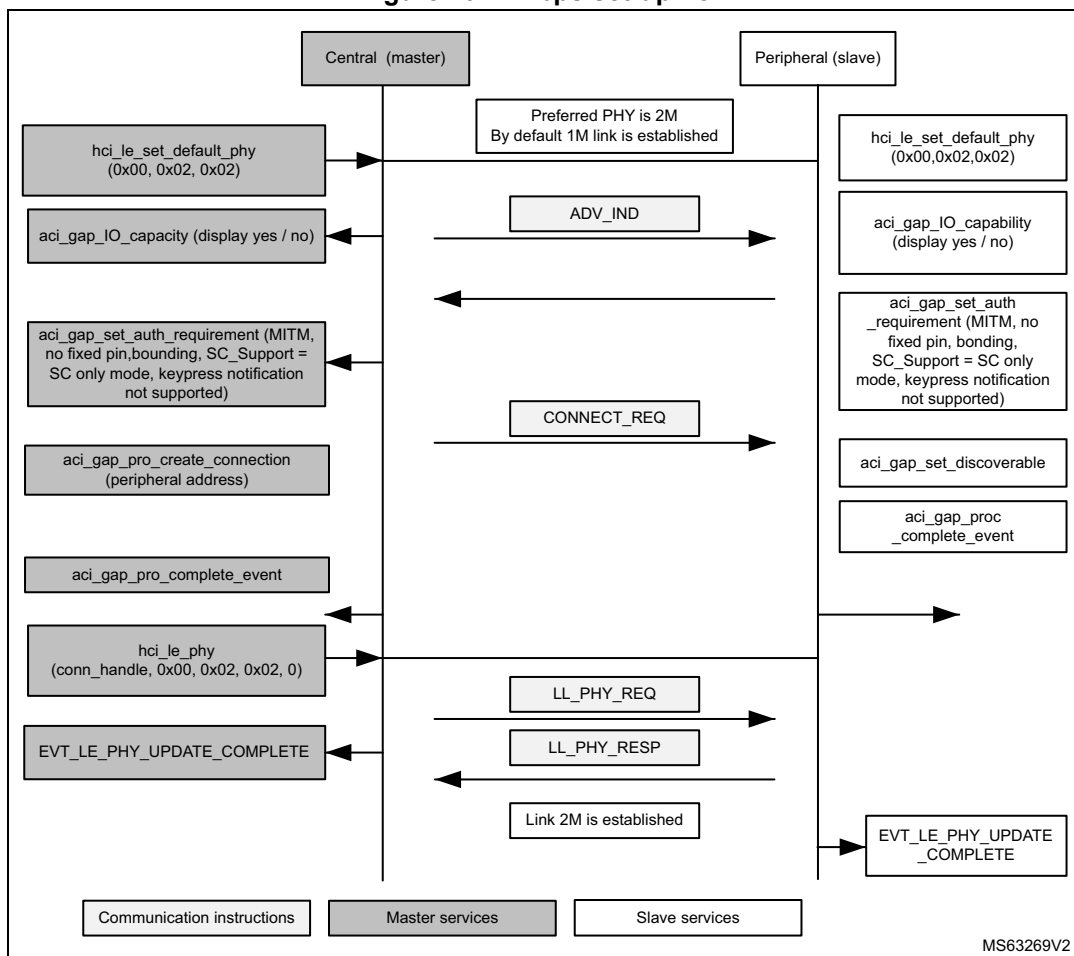 Central (master)
Peripheral (slave)
Preferred PHY is 2M
By default 1M link is established
hci_le_set_default_phy
(0x00, 0x02, 0x02)
hci_le_set_default_phy
(0x00,0x02,0x02)
ADV_IND
aci_gap_IO_capacity (display yes / no)
aci_gap_IO_capability
(display yes / no)
aci_gap_set_auth_requirement (MITM,
no fixed pin,bounding, SC_Support =
SC only mode, keypress notification
not supported)
aci_gap_set_auth
_requirement (MITM, no
fixed pin, bonding,
SC_Support = SC only
mode, keypress notification
not supported)
CONNECT_REQ
aci_gap_pro_create_connection
(peripheral address)
aci_gap_set_discoverable
aci_gap_proc
_complete_event
aci_gap_pro_complete_event
hci_le_phy
(conn_handle, 0x00, 0x02, 0x02, 0)
LL_PHY_REQ
EVT_LE_PHY_UPDATE_COMPLETE
LL_PHY_RESP
Link 2M is established
EVT_LE_PHY_UPDATE
_COMPLETE
Communication instructions
Master services
Slave services
MS63269V2